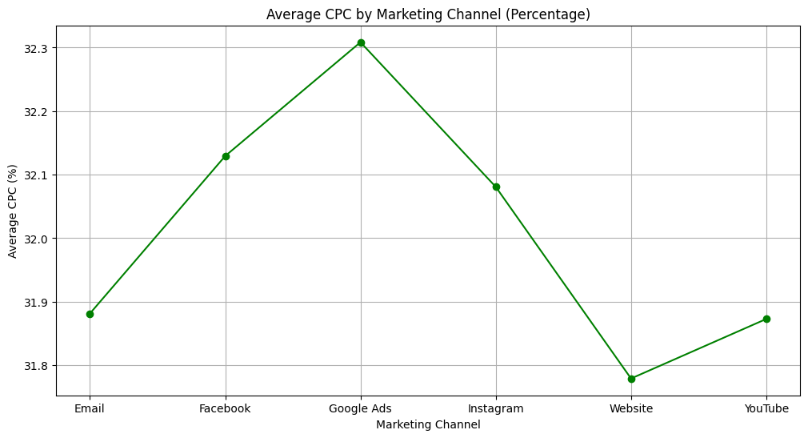 Average CPC by Marketing Channel (Percentage)
Average CPC (%)
32.3
32.2
32.1
32.0
31.9
31.8
Email Facebook Google Ads Instagram Website YouTube
Marketing Channel